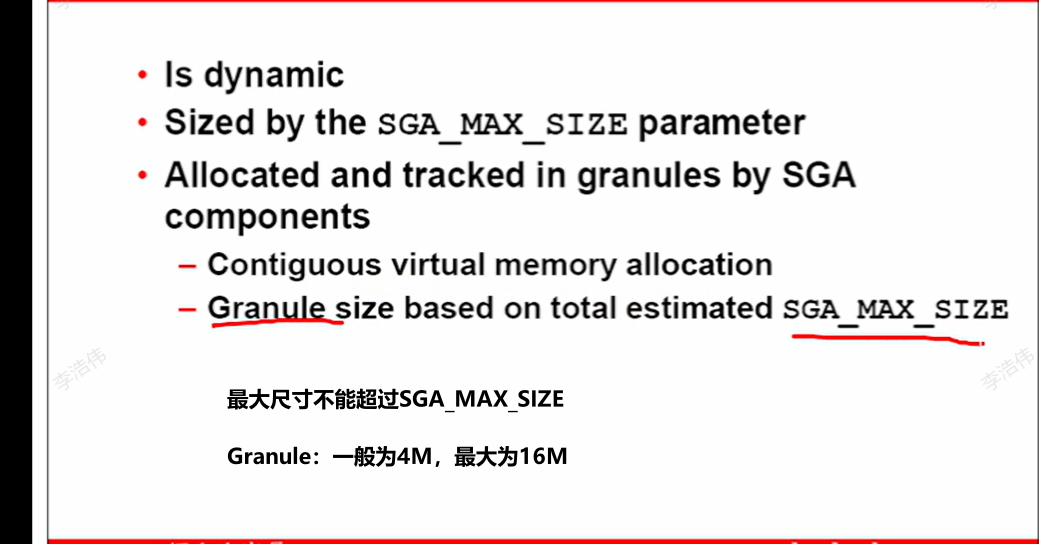 • Is dynamic
• Sized by the SGA_MAX_SIZE parameter
• Allocated and tracked in granules by SGA
components
– Contiguous virtual memory allocation
– Granule size based on total estimated SGA_MAX_SIZE
李浩伟
李浩伟
最大尺寸不能超过SGA_MAX_SIZE
Granule：一般为4M，最大为16M